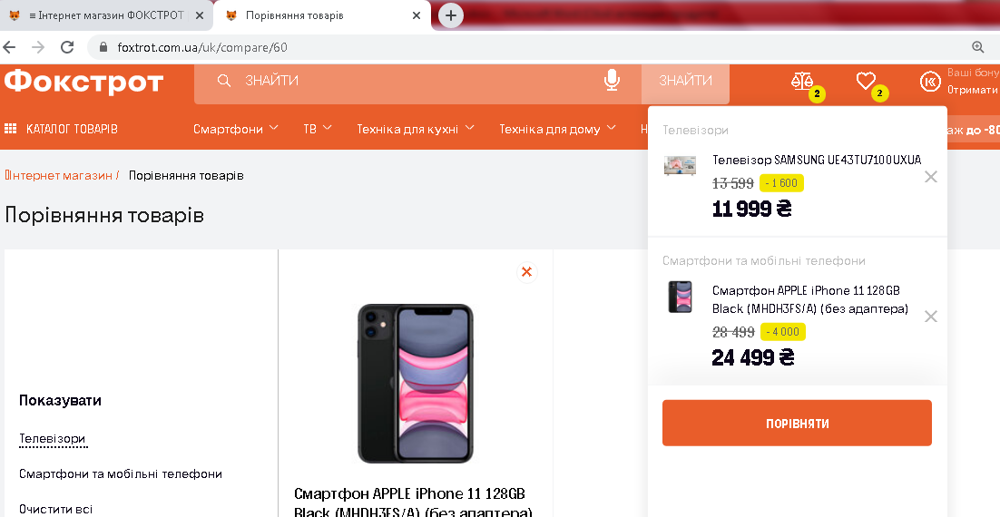 ≡ Інтернет магазин ФОКСТРОТ
Порівняння товарів
foxtrot.com.ua/uk/compare/60
Фокстрот
ЗНАЙТИ
ЗНАЙТИ
2
2
Ваші бону
Отримати
КАТАЛОГ ТОВАРІВ
Смартфони
ТВ
Техніка для кухні
Техніка для дому
Н
аж до -80
Інтернет магазин /
Порівняння товарів
Порівняння товарів
Показувати
Телевізори
Смартфони та мобільні телефони
Очистити всі
Смартфон APPLE iPhone 11 128GB
Black (MHDH3FS/A) (без адаптера)
Телевізори
Телевізор SAMSUNG UE43TU7100UXUA
13 599 - 1 600
11 999 ₴
Смартфони та мобільні телефони
Смартфон APPLE iPhone 11 128GB
Black (MHDH3FS/A) (без адаптера)
28 499 - 4 000
24 499 ₴
ПОРІВНЯТИ